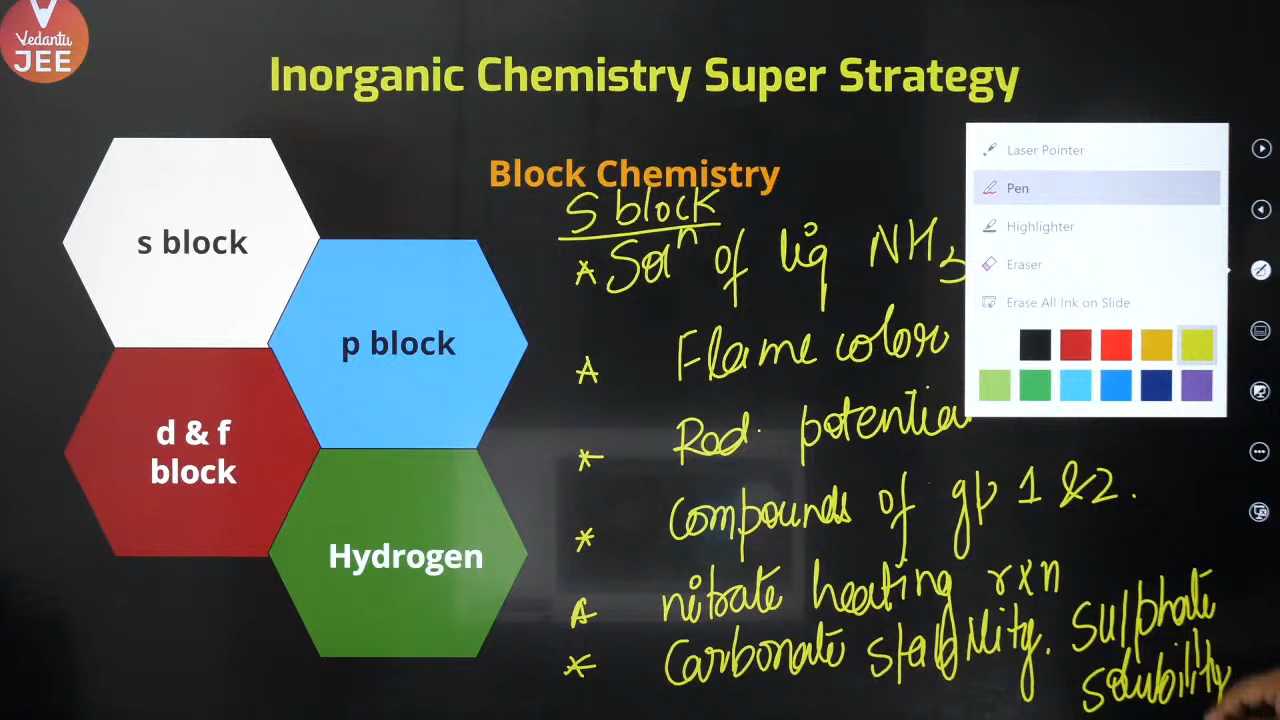 Vedantu
JEE
Inorganic Chemistry Super Strategy
Block Chemistry
s block
p block
d & f
block
Hydrogen
S block
* Solⁿ of liq NH3
* Flame color
* Red. potential
* Compounds of gp 1 & 2.
* nitrate heating rxn
* Carbonate stability. Sulphate
solubility
Laser Pointer
Pen
Highlighter
Eraser
Erase All Ink on Slide